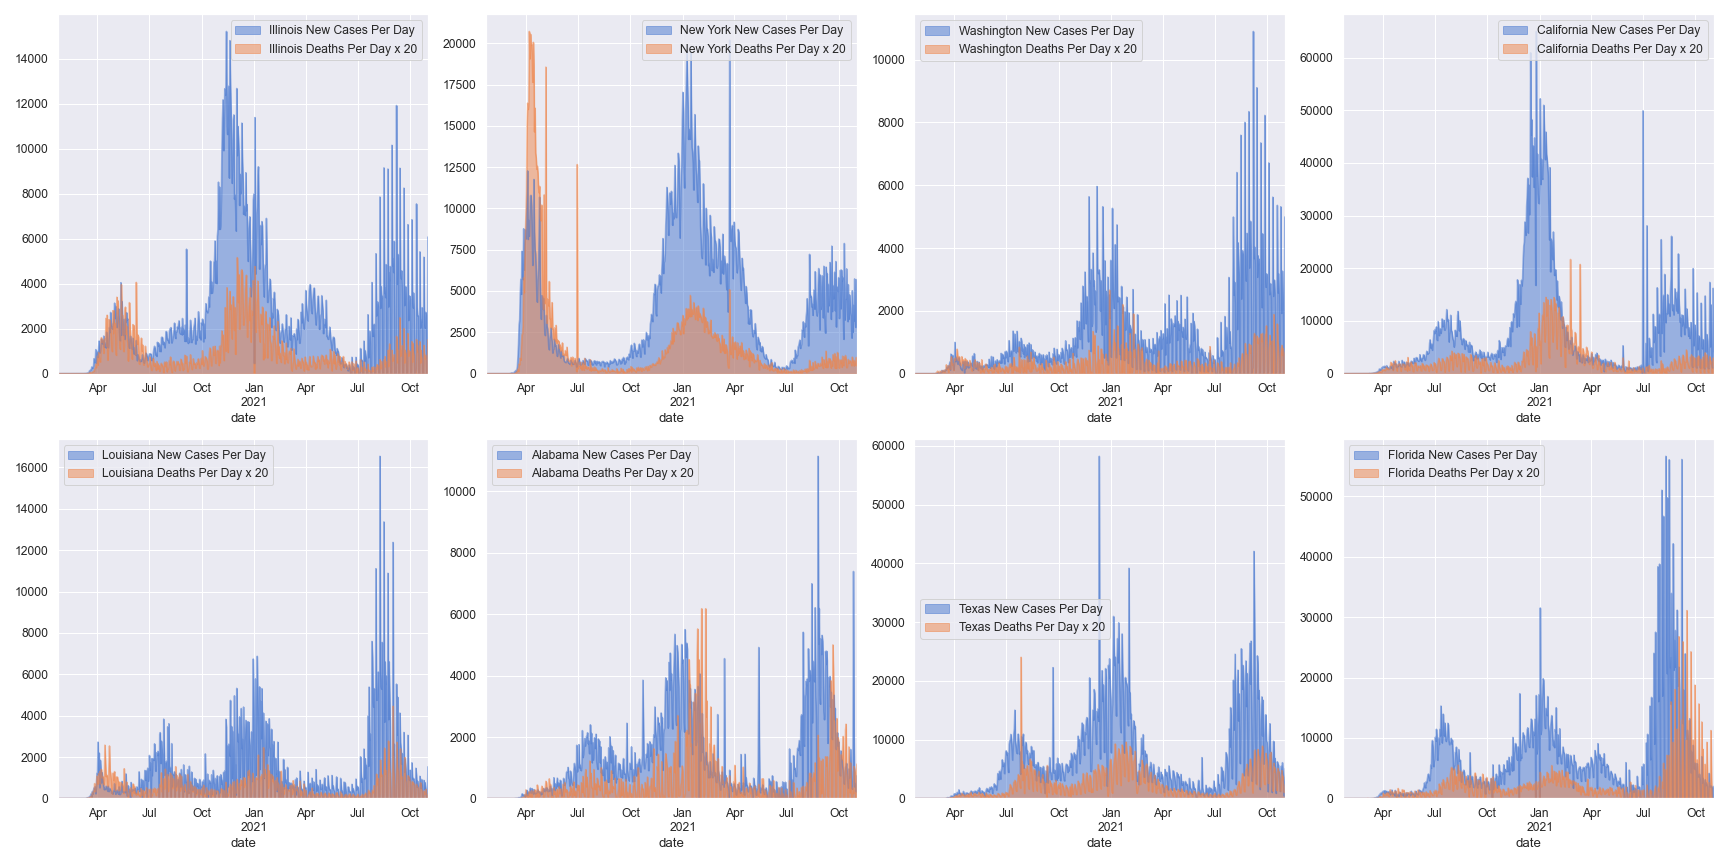 Illinois New Cases Per Day
Illinois Deaths Per Day x 20
14000
12000
10000
8000
6000
4000
2000
0
Apr Jul Oct Jan Apr Jul Oct
2021
date
New York New Cases Per Day
New York Deaths Per Day x 20
20000
17500
15000
12500
10000
7500
5000
2500
0
Apr Jul Oct Jan Apr Jul Oct
2021
date
Washington New Cases Per Day
Washington Deaths Per Day x 20
10000
8000
6000
4000
2000
0
Apr Jul Oct Jan Apr Jul Oct
2021
date
California New Cases Per Day
California Deaths Per Day x 20
60000
50000
40000
30000
20000
10000
0
Apr Jul Oct Jan Apr Jul Oct
2021
date
Louisiana New Cases Per Day
Louisiana Deaths Per Day x 20
16000
14000
12000
10000
8000
6000
4000
2000
0
Apr Jul Oct Jan Apr Jul Oct
2021
date
Alabama New Cases Per Day
Alabama Deaths Per Day x 20
10000
8000
6000
4000
2000
0
Apr Jul Oct Jan Apr Jul Oct
2021
date
60000
50000
40000
Texas New Cases Per Day
Texas Deaths Per Day x 20
30000
20000
10000
0
Apr Jul Oct Jan Apr Jul Oct
2021
date
Florida New Cases Per Day
Florida Deaths Per Day x 20
50000
40000
30000
20000
10000
0
Apr Jul Oct Jan Apr Jul Oct
2021
date